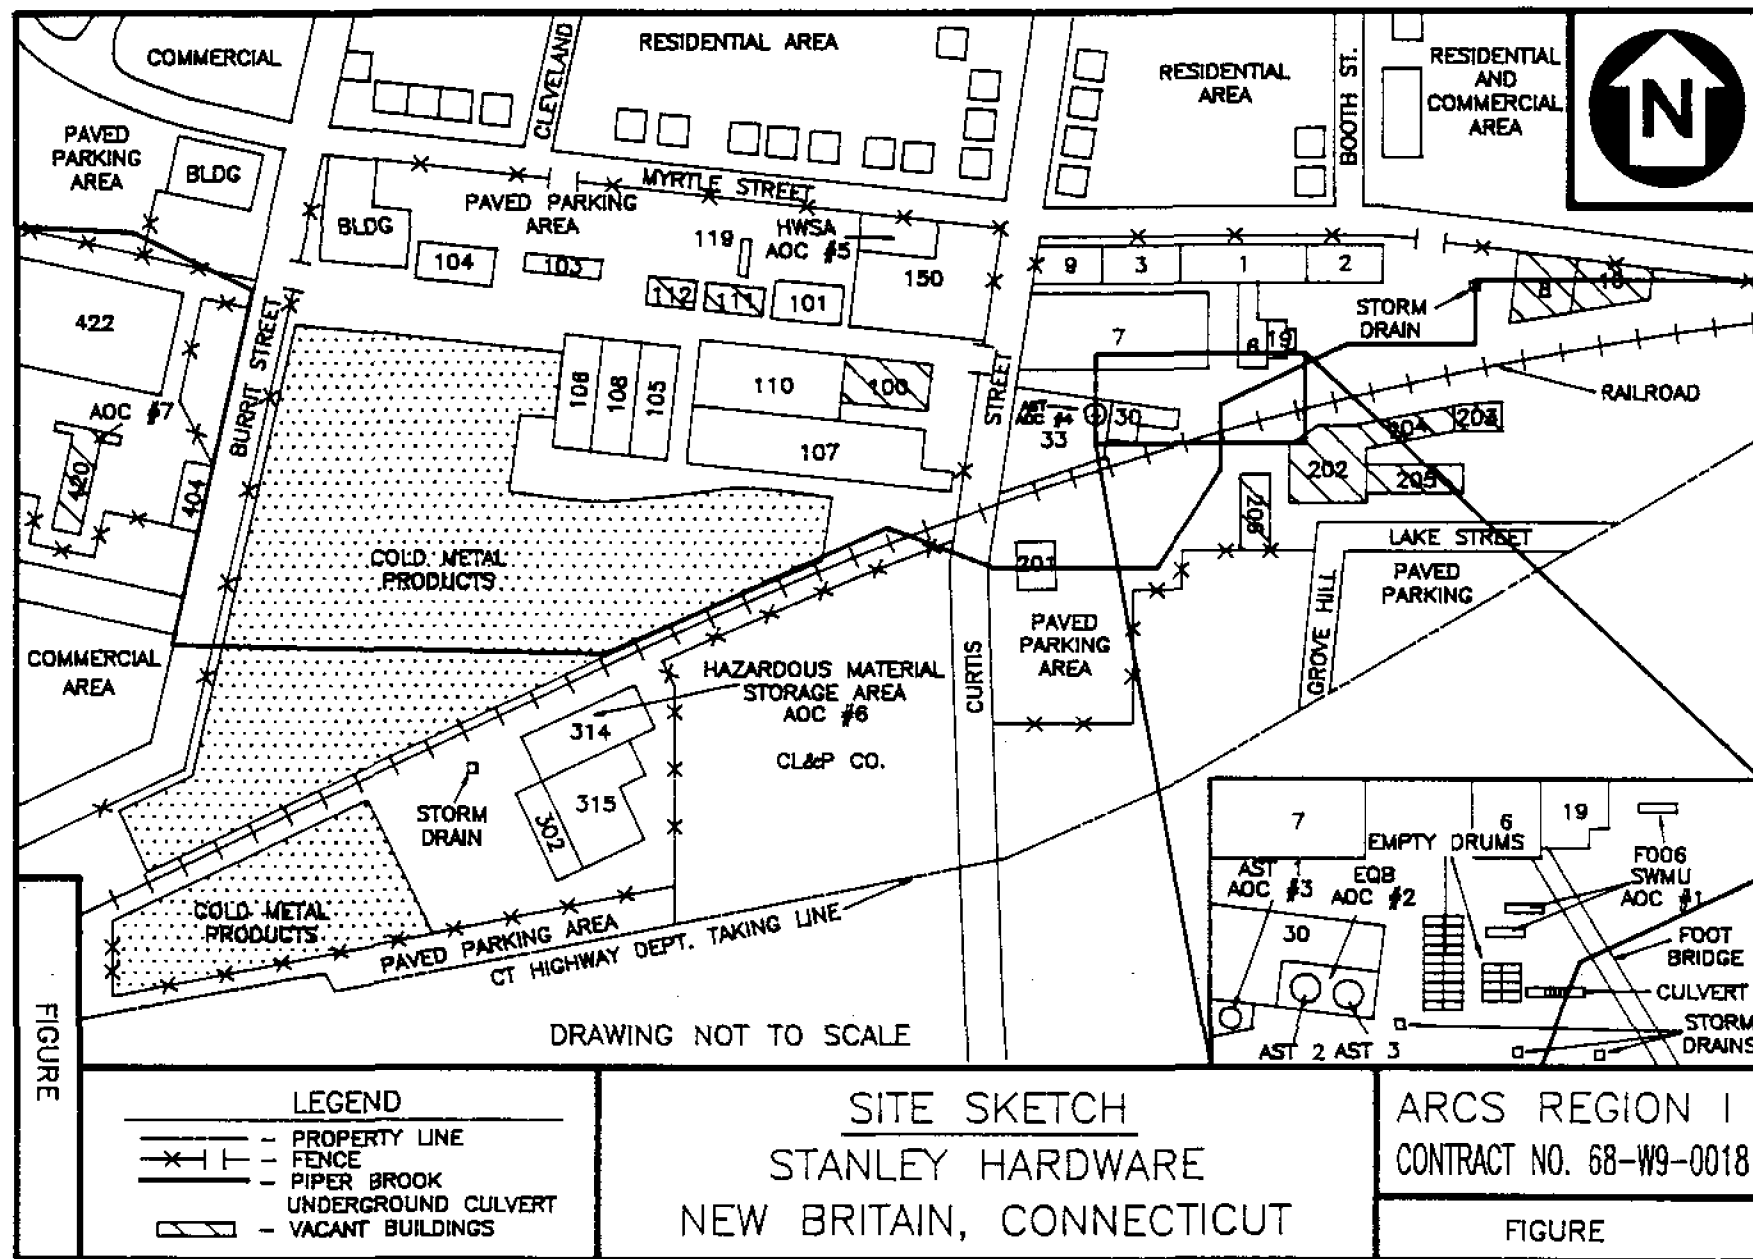 COMMERCIAL
RESIDENTIAL AREA
CLEVELAND
RESIDENTIAL
AREA
BOOTH ST.
RESIDENTIAL
AND
COMMERCIAL
AREA
N
PAVED
PARKING
AREA
BLDG
MYRTLE STREET
BLDG
PAVED PARKING
AREA
119
HWSA
AOC #5
104
103
112
111
101
150
9
3
1
2
8
10
STORM
DRAIN
422
BURRIT STREET
7
6
19
106
108
105
110
100
107
STREET
RAILROAD
AOC #7
420
404
AST
AOC #4
33
30
204
203
202
205
206
COLD METAL
PRODUCTS
201
LAKE STREET
PAVED
PARKING
GROVE HILL
PAVED
PARKING
AREA
COMMERCIAL
AREA
HAZARDOUS MATERIAL
STORAGE AREA
AOC #6
CURTIS
314
CL&P CO.
STORM
DRAIN
315
302
7
6
19
EMPTY DRUMS
AST 1
AOC #3
EQB
AOC #2
F006
SWMU
AOC #1
30
FOOT
BRIDGE
CULVERT
STORM
DRAINS
AST 2 AST 3
COLD METAL
PRODUCTS
PAVED PARKING AREA
CT HIGHWAY DEPT. TAKING LINE
DRAWING NOT TO SCALE
FIGURE
LEGEND
– PROPERTY LINE
– FENCE
– PIPER BROOK
UNDERGROUND CULVERT
– VACANT BUILDINGS
SITE SKETCH
STANLEY HARDWARE
NEW BRITAIN, CONNECTICUT
ARCS REGION I
CONTRACT NO. 68-W9-0018
FIGURE